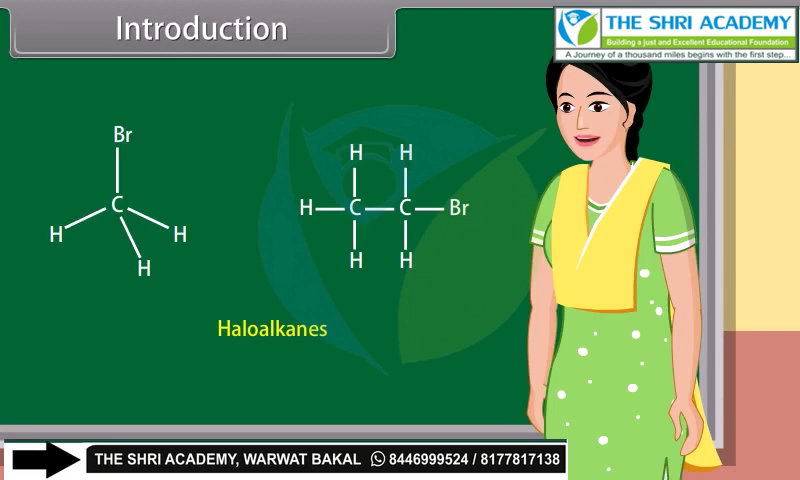 Introduction
THE SHRI ACADEMY
Building a just and Excellent Educational Foundation
A Journey of a thousand miles begins with the first step...
Br
C
H H
H
H H
H C C Br
H H
Haloalkanes
THE SHRI ACADEMY, WARWAT BAKAL 8446999524 / 8177817138